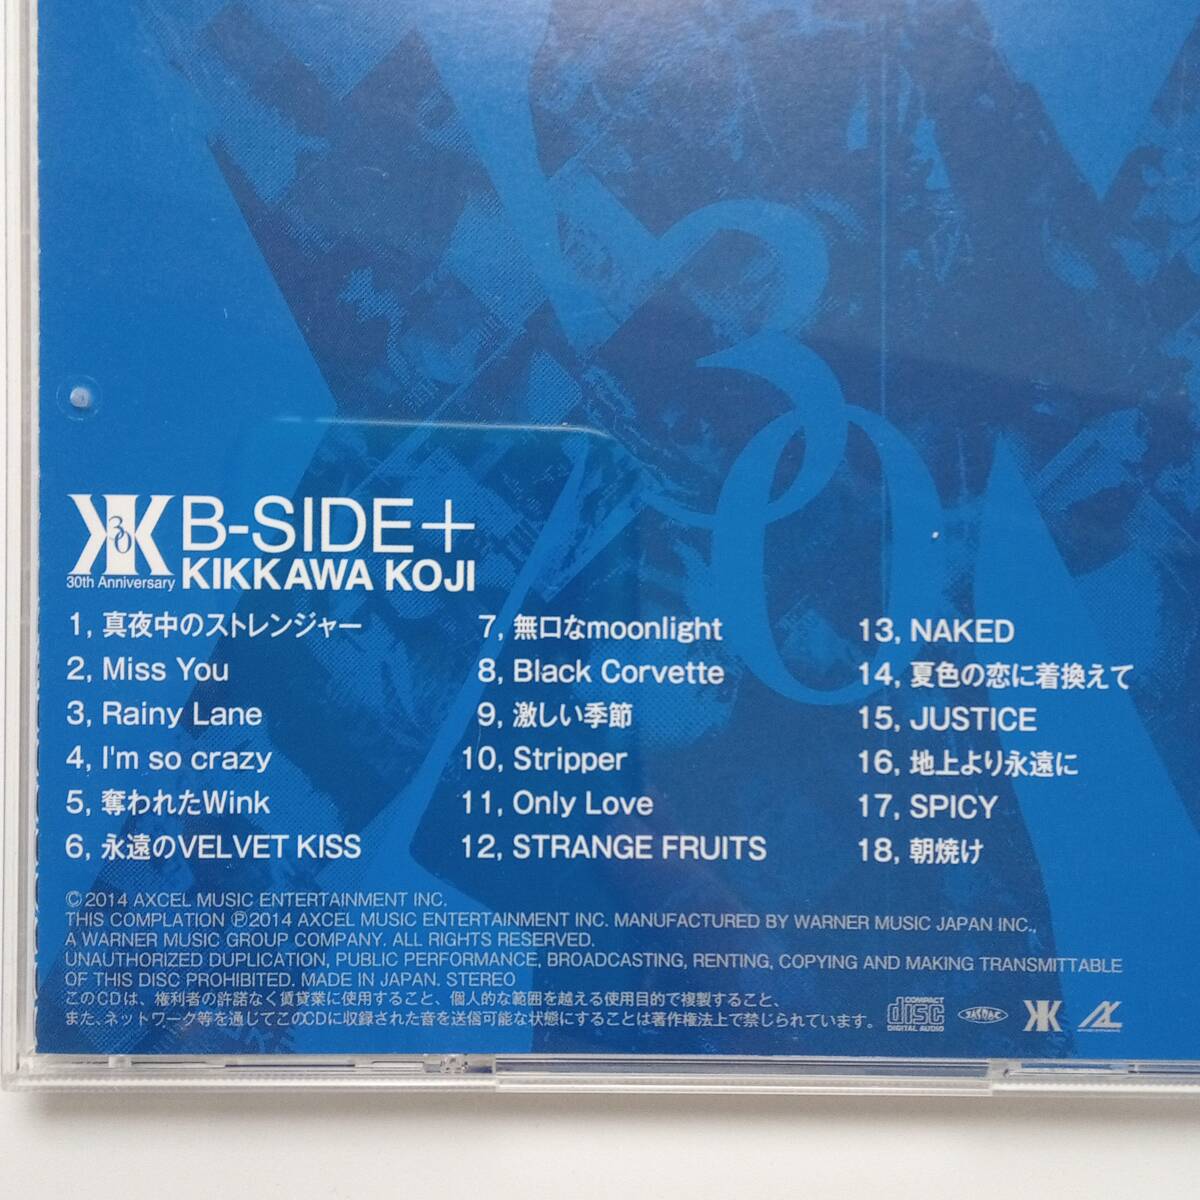 30
30th Anniversary
B-SIDE+
KIKKAWA KOJI
1, 真夜中のストレンジャー
2, Miss You
3, Rainy Lane
4, I'm so crazy
5, 奪われたWink
6, 永遠のVELVET KISS
7, 無口なmoonlight
8, Black Corvette
9, 激しい季節
10, Stripper
11, Only Love
12, STRANGE FRUITS
13, NAKED
14, 夏色の恋に着換えて
15, JUSTICE
16, 地上より永遠に
17, SPICY
18, 朝焼け
©2014 AXCEL MUSIC ENTERTAINMENT INC.
THIS COMPLATION ℗2014 AXCEL MUSIC ENTERTAINMENT INC. MANUFACTURED BY WARNER MUSIC JAPAN INC.,
A WARNER MUSIC GROUP COMPANY. ALL RIGHTS RESERVED.
UNAUTHORIZED DUPLICATION, PUBLIC PERFORMANCE, BROADCASTING, RENTING, COPYING AND MAKING TRANSMITTABLE
OF THIS DISC PROHIBITED. MADE IN JAPAN. STEREO
このCDは、権利者の許諾なく賃貸業に使用すること、個人的な範囲を越える使用目的で複製すること、
また、ネットワーク等を通じてこのCDに収録された音を送信可能な状態にすることは著作権法上で禁じられています。
COMPACT
disc
DIGITAL AUDIO
JASRAC